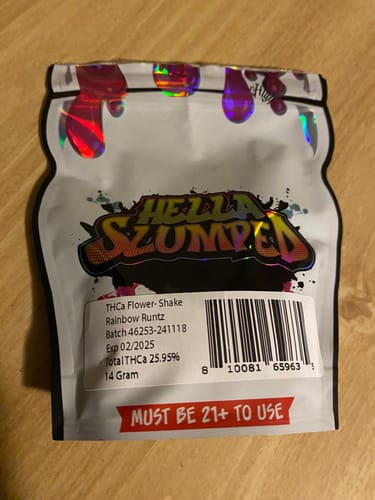 HELLA
SLUMPED
THCa Flower- Shake
Rainbow Runtz
Batch 46253-241118
Exp 02/2025
Total THCa 25.95%
14 Gram
8 10081 65963 5
MUST BE 21+ TO USE